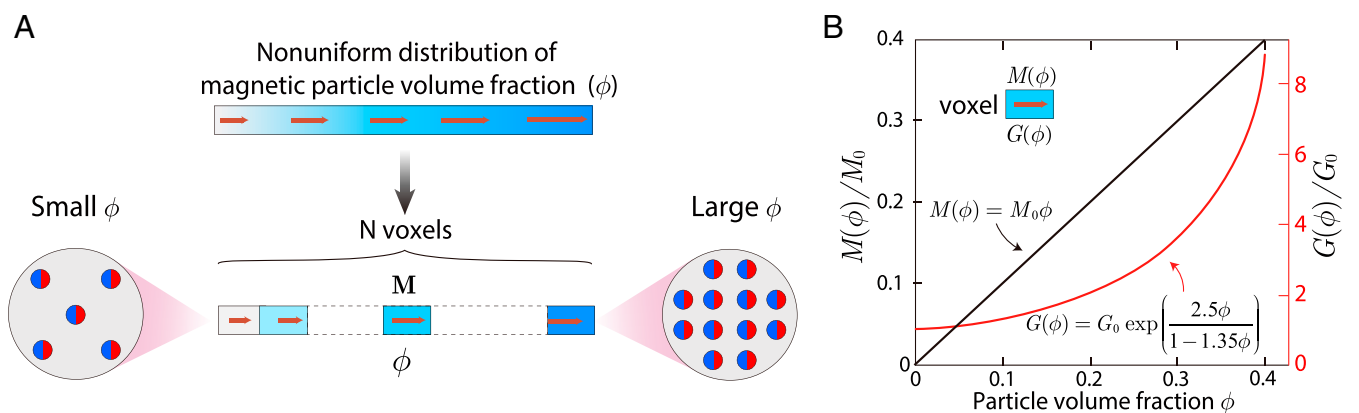 A
Nonuniform distribution of
magnetic particle volume fraction (ϕ)
Small ϕ
N voxels
Large ϕ
M
ϕ
B
0.4
0.3
0.2
0.1
0
M(ϕ)/M₀
M(ϕ)
voxel
G(ϕ)
M(ϕ) = M₀ϕ
G(ϕ) = G₀ exp(2.5ϕ / 1−1.35ϕ)
8
6
4
2
0
G(ϕ)/G₀
0 0.1 0.2 0.3 0.4
Particle volume fraction ϕ